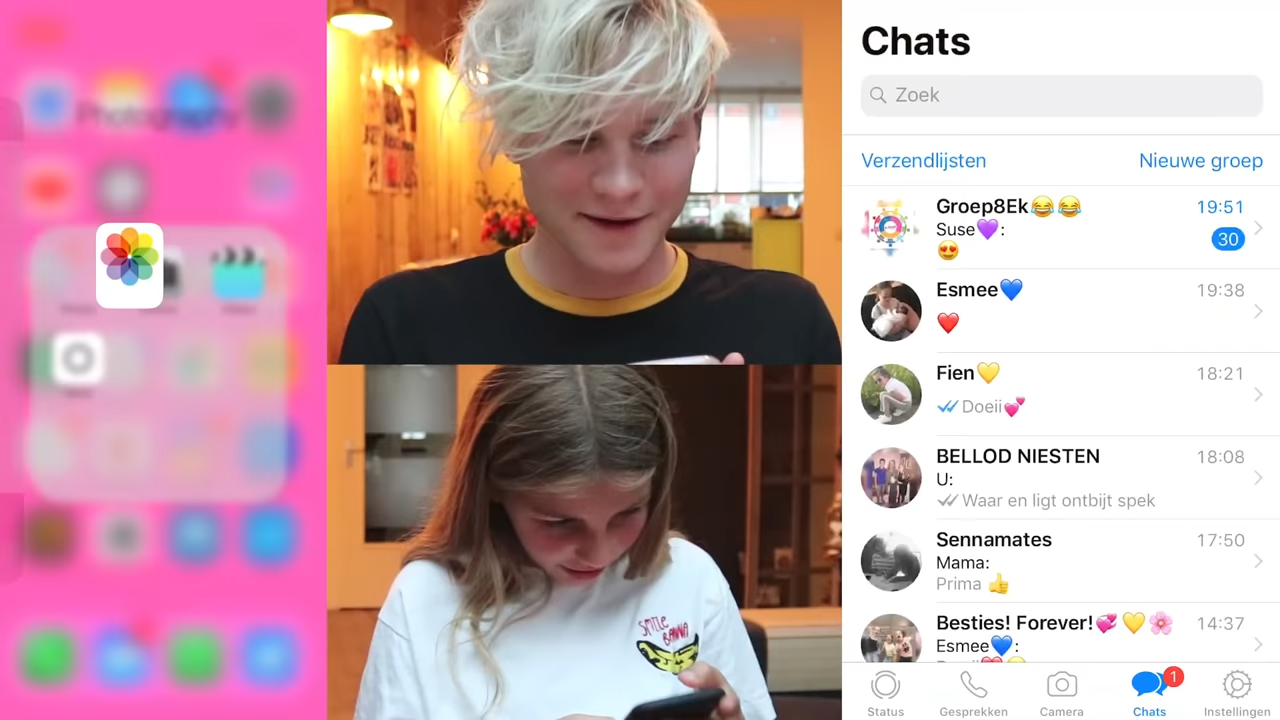 Photography
SMILE
BANANA
Chats
Zoek
Verzendlijsten
Nieuwe groep
Groep8Ek😂😂
19:51
Suse💜:
😍
30
Esmee💙
19:38
❤️
Fien💛
18:21
Doeii💕
BELLOD NIESTEN
18:08
U:
Waar en ligt ontbijt spek
Sennamates
17:50
Mama:
Prima 👍
Besties! Forever!💞💛🌸
14:37
Esmee💙:
1
Status
Gesprekken
Camera
Chats
Instellingen